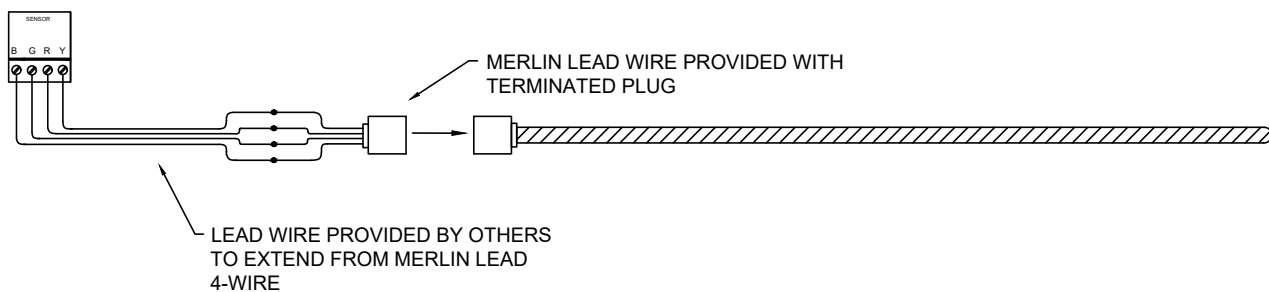 SENSOR
B G R Y
MERLIN LEAD WIRE PROVIDED WITH
TERMINATED PLUG
LEAD WIRE PROVIDED BY OTHERS
TO EXTEND FROM MERLIN LEAD
4-WIRE